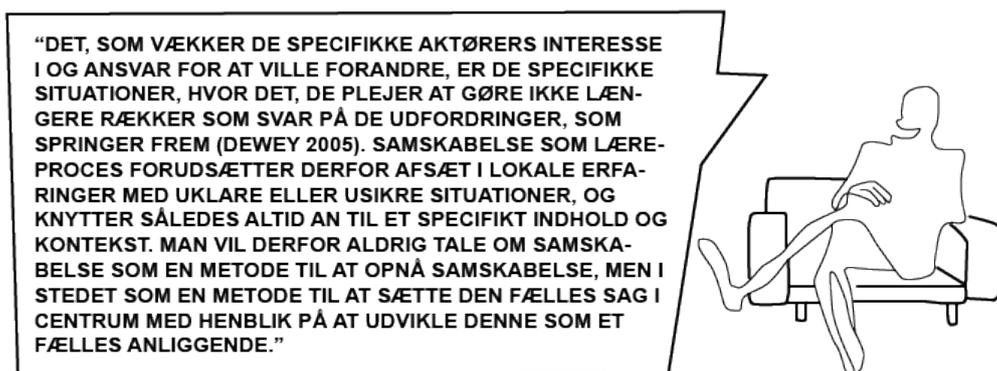 “DET, SOM VÆKKER DE SPECIFIKKE AKTØRERS INTERESSE
I OG ANSVAR FOR AT VILLE FORANDRE, ER DE SPECIFIKKE
SITUATIONER, HVOR DET, DE PLEJER AT GØRE IKKE LÆN-
GERE RÆKKER SOM SVAR PÅ DE UDFORDRINGER, SOM
SPRINGER FREM (DEWEY 2005). SAMSKABELSE SOM LÆRE-
PROCES FORUDSÆTTER DERFOR AFSÆT I LOKALE ERFA-
RINGER MED UKLARE ELLER USIKRE SITUATIONER, OG
KNYTTER SÅLEDES ALTID AN TIL ET SPECIFIKT INDHOLD OG
KONTEKST. MAN VIL DERFOR ALDRIG TALE OM SAMSKA-
BELSE SOM EN METODE TIL AT OPNÅ SAMSKABELSE, MEN I
STEDET SOM EN METODE TIL AT SÆTTE DEN FÆLLES SAG I
CENTRUM MED HENBLIK PÅ AT UDVIKLE DENNE SOM ET
FÆLLES ANLIGGENDE.”